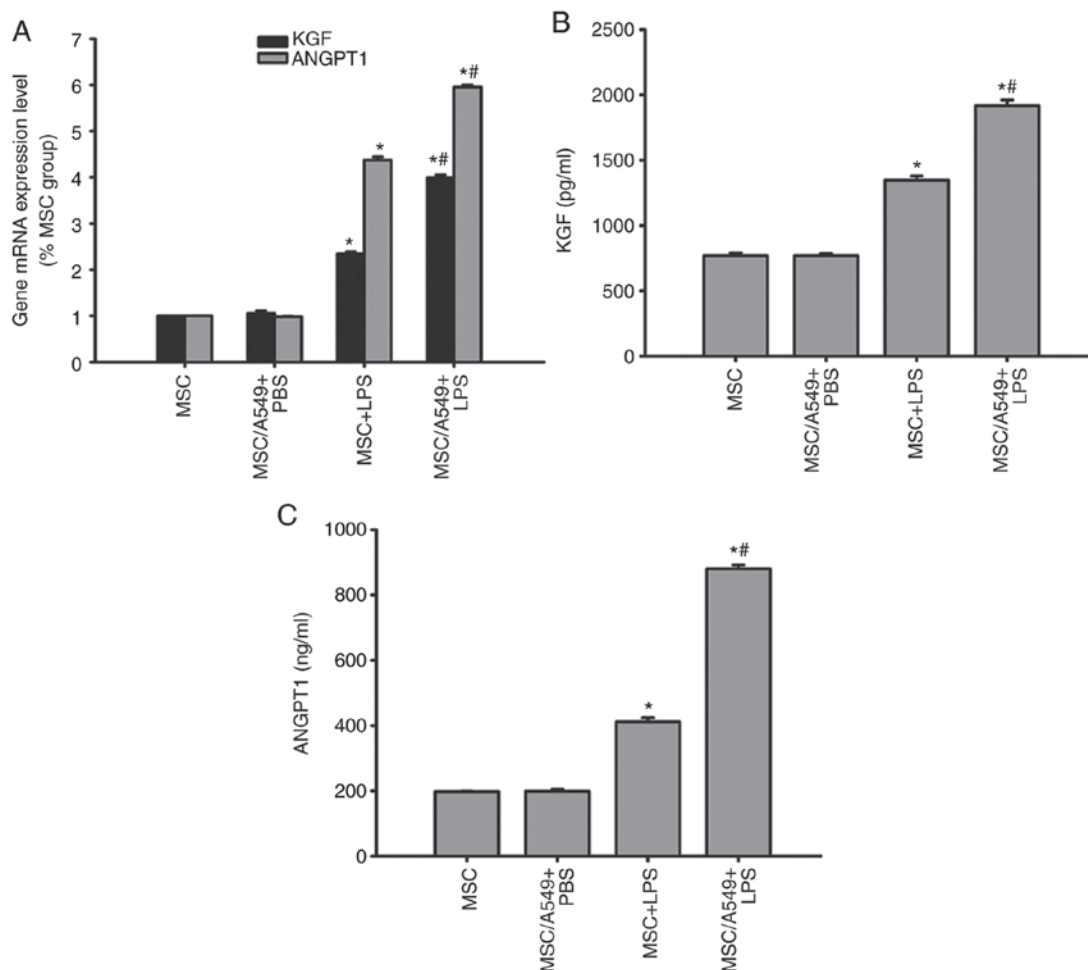 A
KGF
ANGPT1
Gene mRNA expression level
(% MSC group)
7
6
5
4
3
2
1
0
*
*
*#
*#
MSC
MSC/A549+
PBS
MSC+LPS
MSC/A549+
LPS
B
KGF (pg/ml)
2500
2000
1500
1000
500
0
*
*#
MSC
MSC/A549+
PBS
MSC+LPS
MSC/A549+
LPS
C
ANGPT1 (ng/ml)
1000
800
600
400
200
0
*
*#
MSC
MSC/A549+
PBS
MSC+LPS
MSC/A549+
LPS